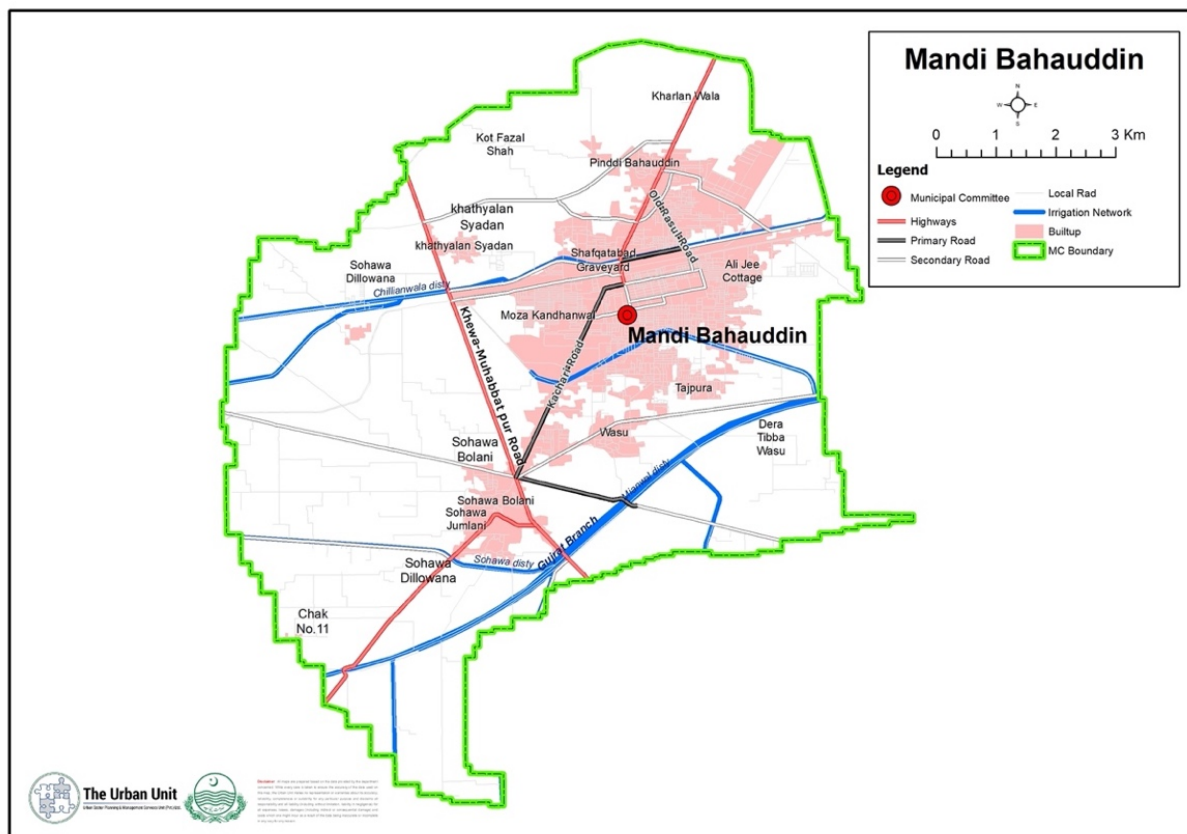 Mandi Bahauddin
N
W
E
S
0 1 2 3 Km
Legend
Municipal Committee
Highways
Primary Road
Secondary Road
Local Rad
Irrigation Network
Builtup
MC Boundary
Kharlan Wala
Kot Fazal
Shah
Pinddi Bahauddin
khathyalan
Syadan
khathyalan Syadan
Old Rasul Road
Shafqatabad
Graveyard
Ali Jee
Cottage
Sohawa
Dillowana
Chillianwala disty
Moza Kandhanwal
Mandi Bahauddin
Khewa-Muhabbat pur Road
Kachari Road
Tajpura
Wasu
Dera
Tibba
Wasu
Sohawa
Bolani
Mianwal disty
Sohawa Bolani
Sohawa
Jumlani
Gujrat Branch
Sohawa disty
Sohawa
Dillowana
Chak
No.11
The Urban Unit